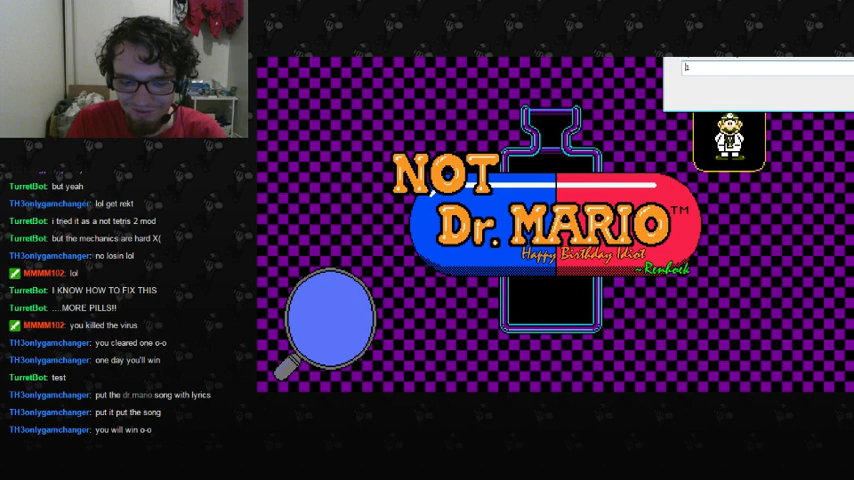 TurretBot: but yeah
TH3onlygamchanger: lol get rekt
TurretBot: i tried it as a not tetris 2 mod
TurretBot: but the mechanics are hard X(
TH3onlygamchanger: no losin lol
MMMM102: lol
TurretBot: I KNOW HOW TO FIX THIS
TurretBot: ....MORE PILLS!!
MMMM102: you killed the virus
TH3onlygamchanger: you cleared one o-o
TH3onlygamchanger: one day you'll win
TurretBot: test
TH3onlygamchanger: put the dr.mario song with lyrics
TH3onlygamchanger: put it put the song
TH3onlygamchanger: you will win o-o
NOT
Dr. MARIO™
Happy Birthday Idiot
~Renhoek